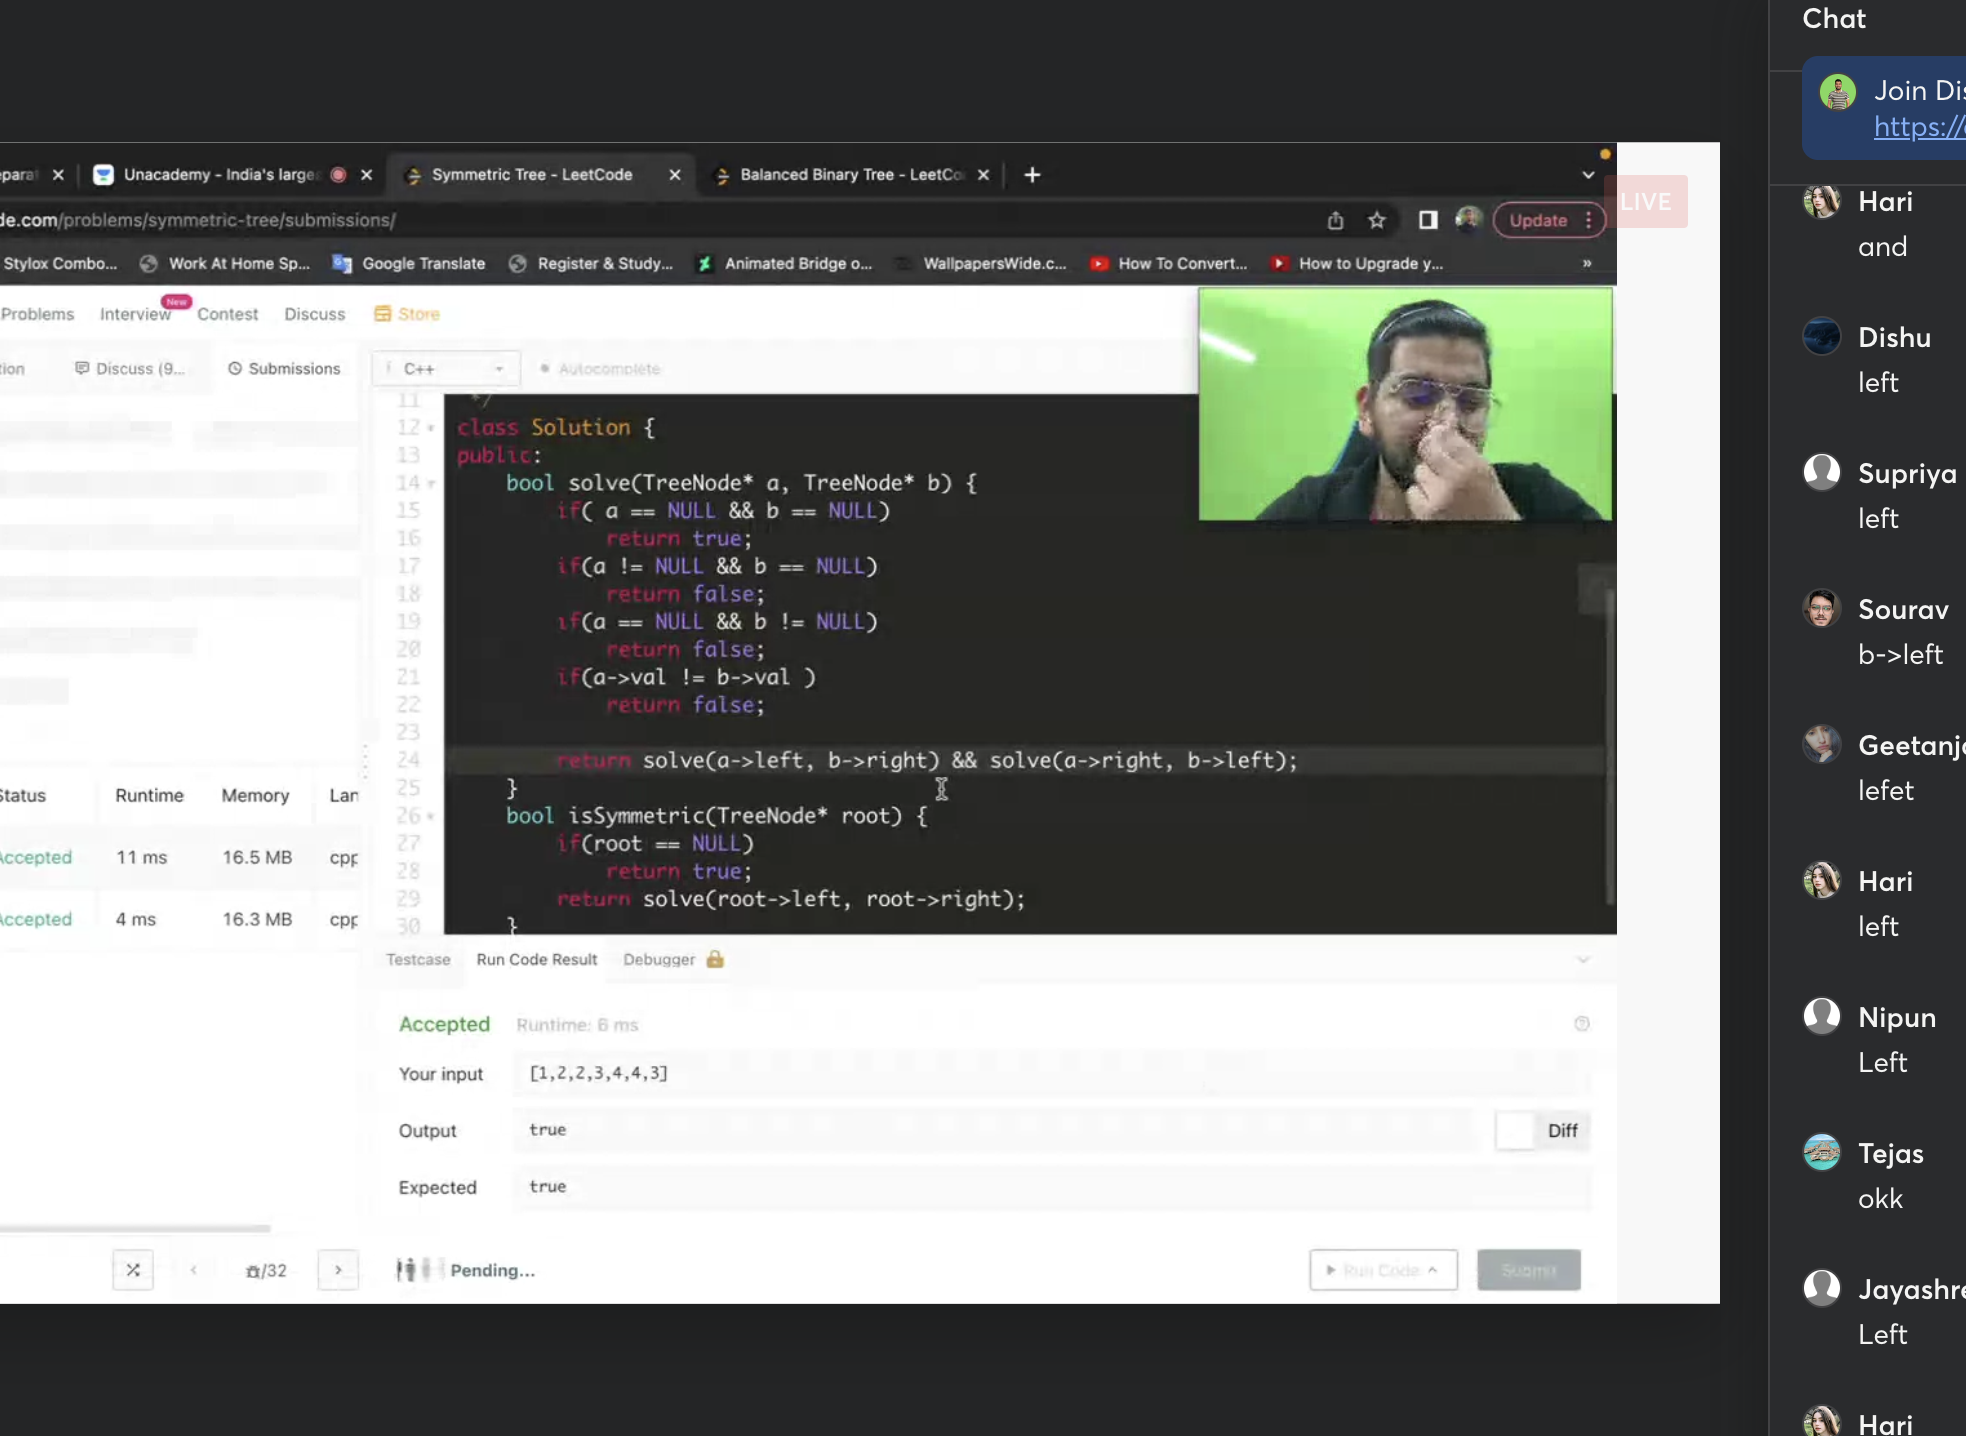 Unacademy - India's large
Symmetric Tree - LeetCode
Balanced Binary Tree - LeetCo
de.com/problems/symmetric-tree/submissions/
Update
LIVE
Stylox Combo...
Work At Home Sp...
Google Translate
Register & Study...
Animated Bridge o...
WallpapersWide.c...
How To Convert...
How to Upgrade y...
»
Problems
Interview
New
Contest
Discuss
Store
tion
Discuss (9...
Submissions
C++
Autocomplete
11 */
12 class Solution {
13 public:
14 bool solve(TreeNode* a, TreeNode* b) {
15 if( a == NULL && b == NULL)
16 return true;
17 if(a != NULL && b == NULL)
18 return false;
19 if(a == NULL && b != NULL)
20 return false;
21 if(a->val != b->val )
22 return false;
23
24 return solve(a->left, b->right) && solve(a->right, b->left);
25 }
26 bool isSymmetric(TreeNode* root) {
27 if(root == NULL)
28 return true;
29 return solve(root->left, root->right);
30 }
Status Runtime Memory Lan
Accepted 11 ms 16.5 MB cpp
Accepted 4 ms 16.3 MB cpp
Testcase
Run Code Result
Debugger
Accepted
Runtime: 6 ms
Your input
[1,2,2,3,4,4,3]
Output
true
Diff
Expected
true
/32
Pending...
Run Code
Submit
Chat
Join Dis
https://
Hari
and
Dishu
left
Supriya
left
Sourav
b->left
Geetanja
lefet
Hari
left
Nipun
Left
Tejas
okk
Jayashre
Left
Hari